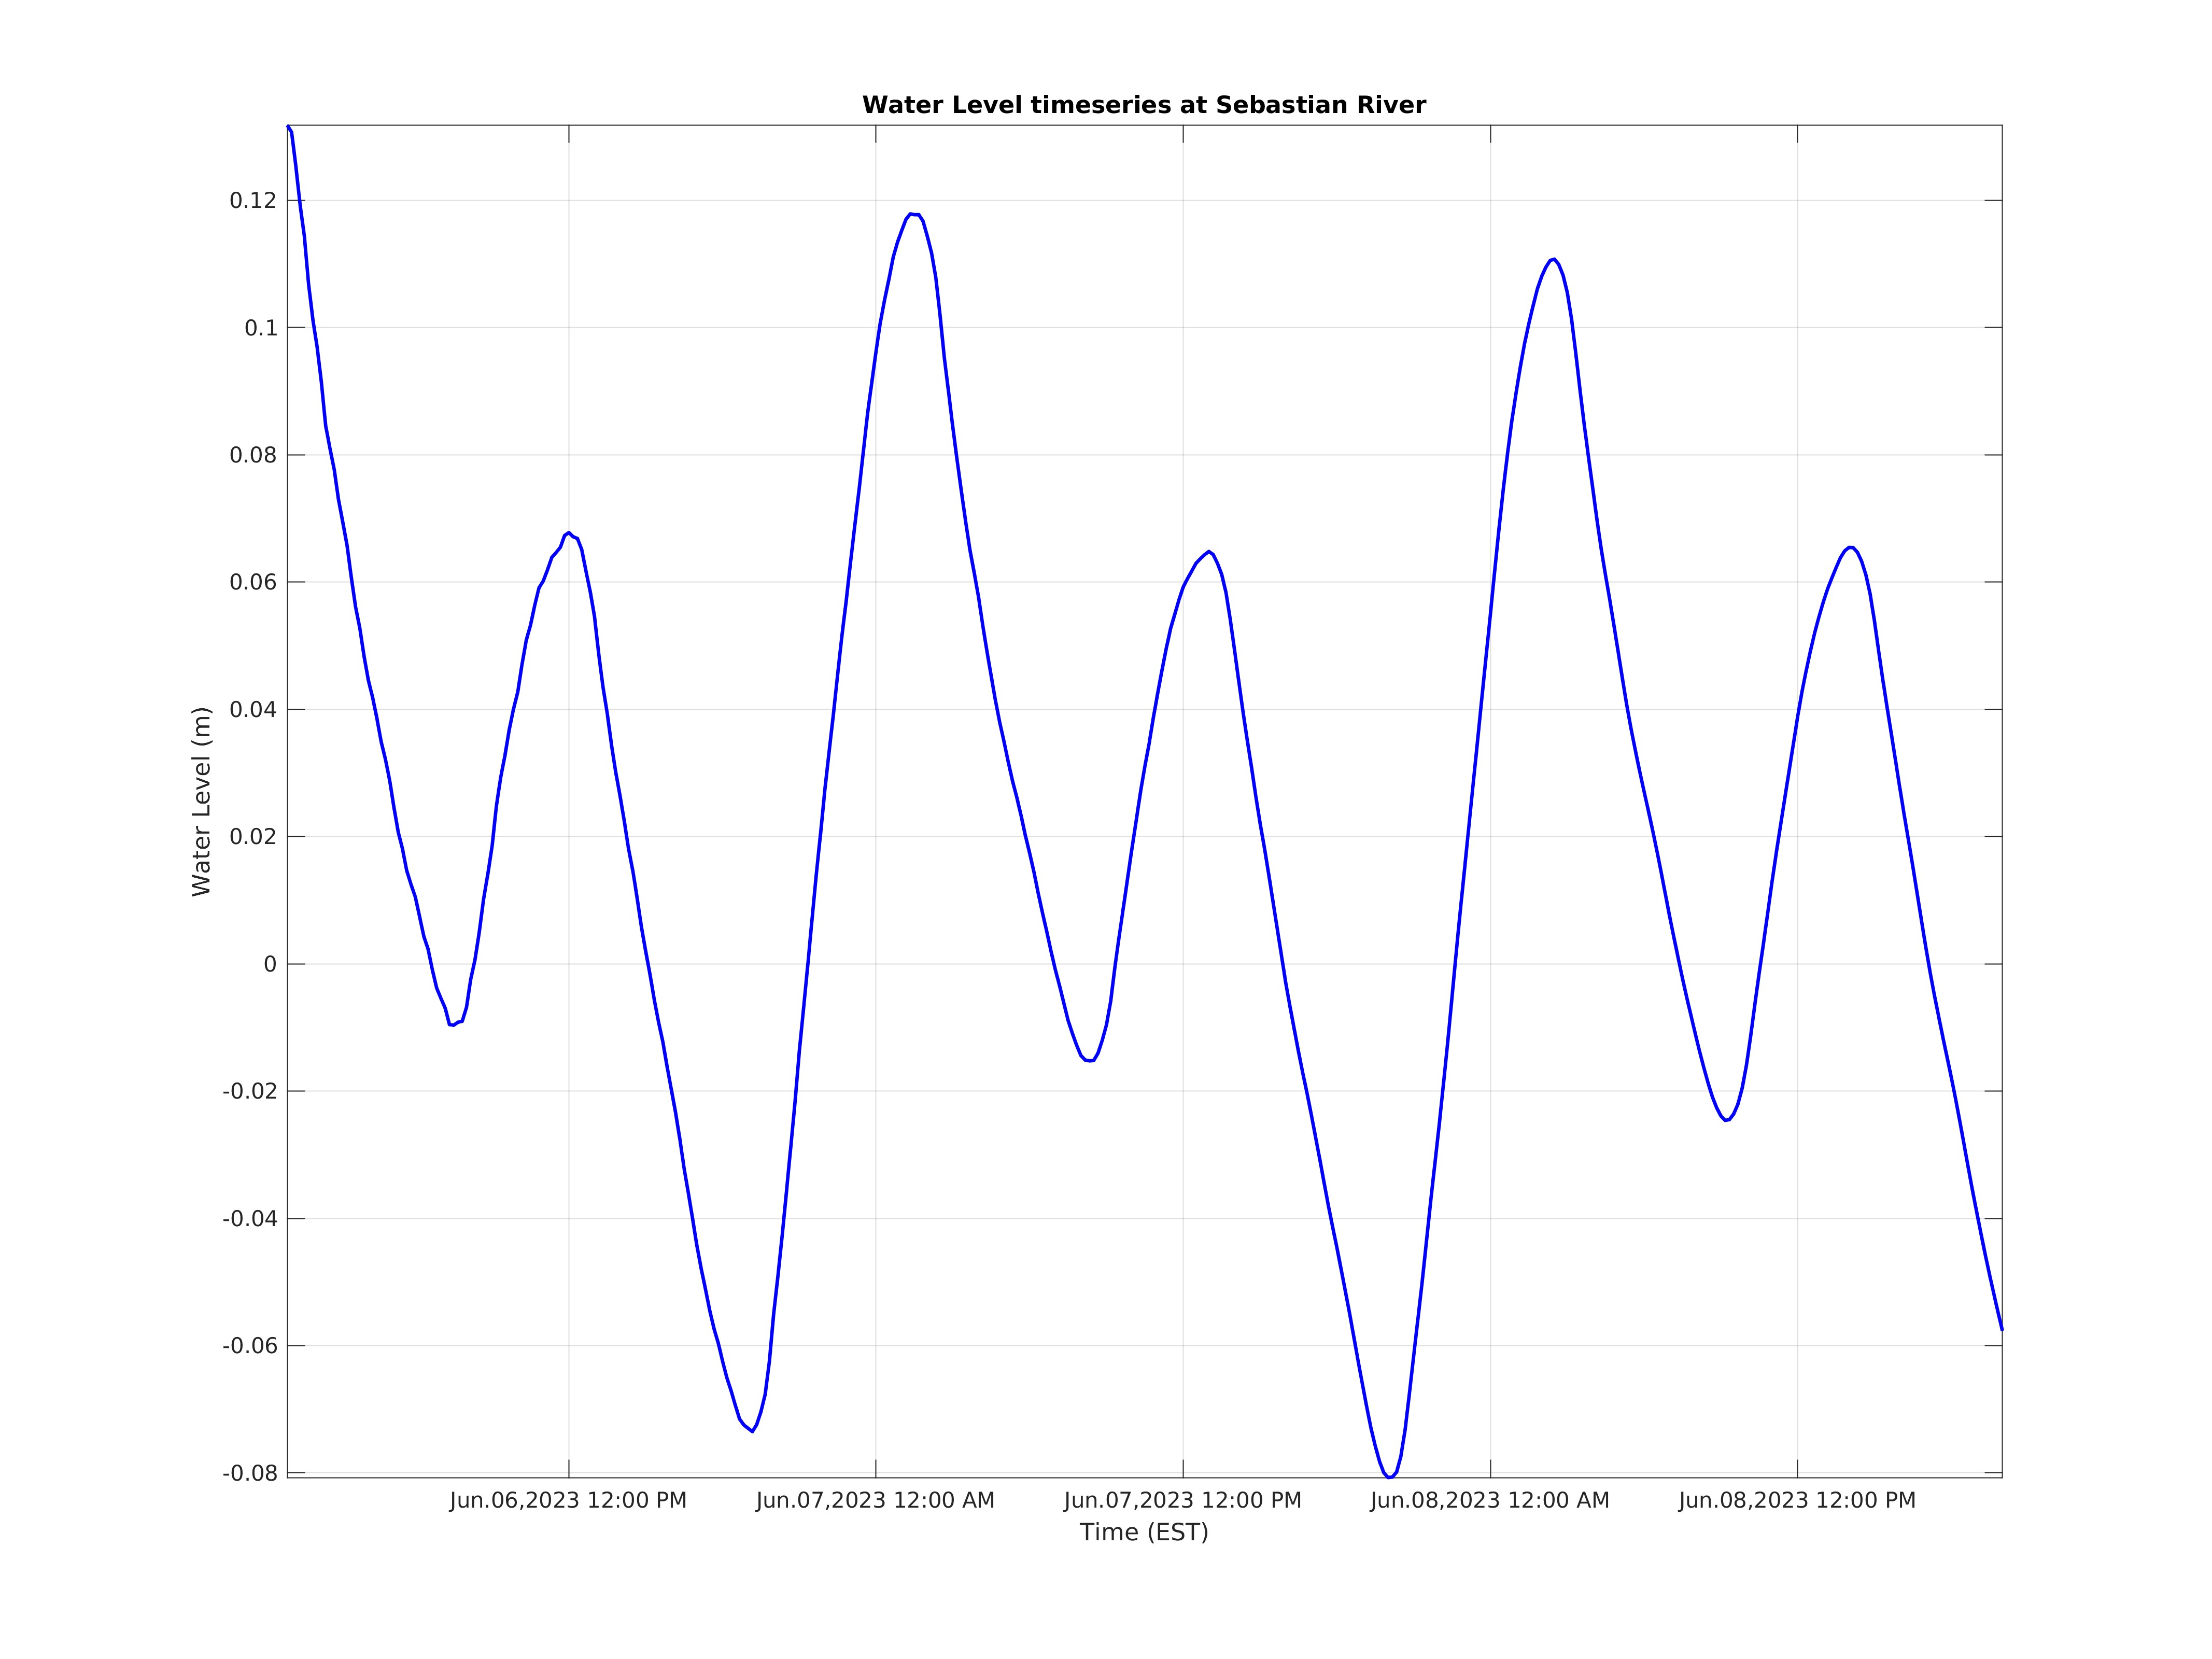 Water Level timeseries at Sebastian River
0.12
0.1
0.08
0.06
0.04
0.02
0
-0.02
-0.04
-0.06
-0.08
Water Level (m)
Jun.06,2023 12:00 PM
Jun.07,2023 12:00 AM
Jun.07,2023 12:00 PM
Jun.08,2023 12:00 AM
Jun.08,2023 12:00 PM
Time (EST)